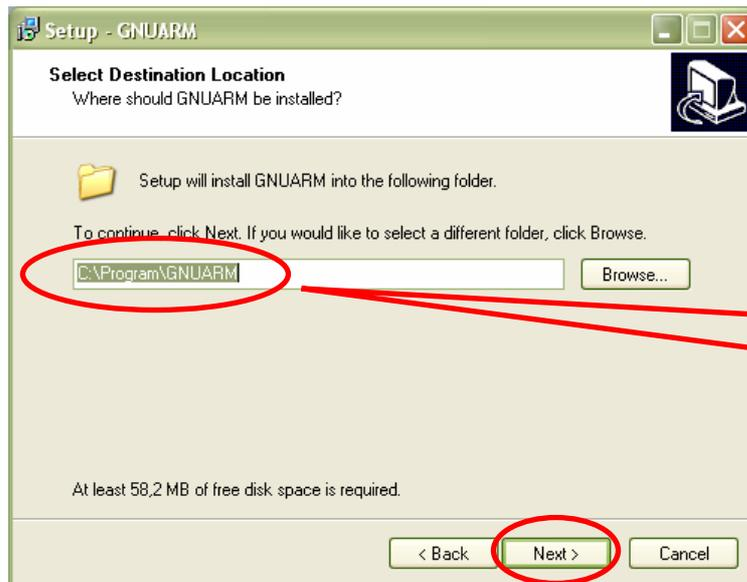 Setup - GNUARM
Select Destination Location
Where should GNUARM be installed?
Setup will install GNUARM into the following folder.
To continue, click Next. If you would like to select a different folder, click Browse.
C:\Program\GNUARM
Browse...
At least 58,2 MB of free disk space is required.
< Back
Next >
Cancel